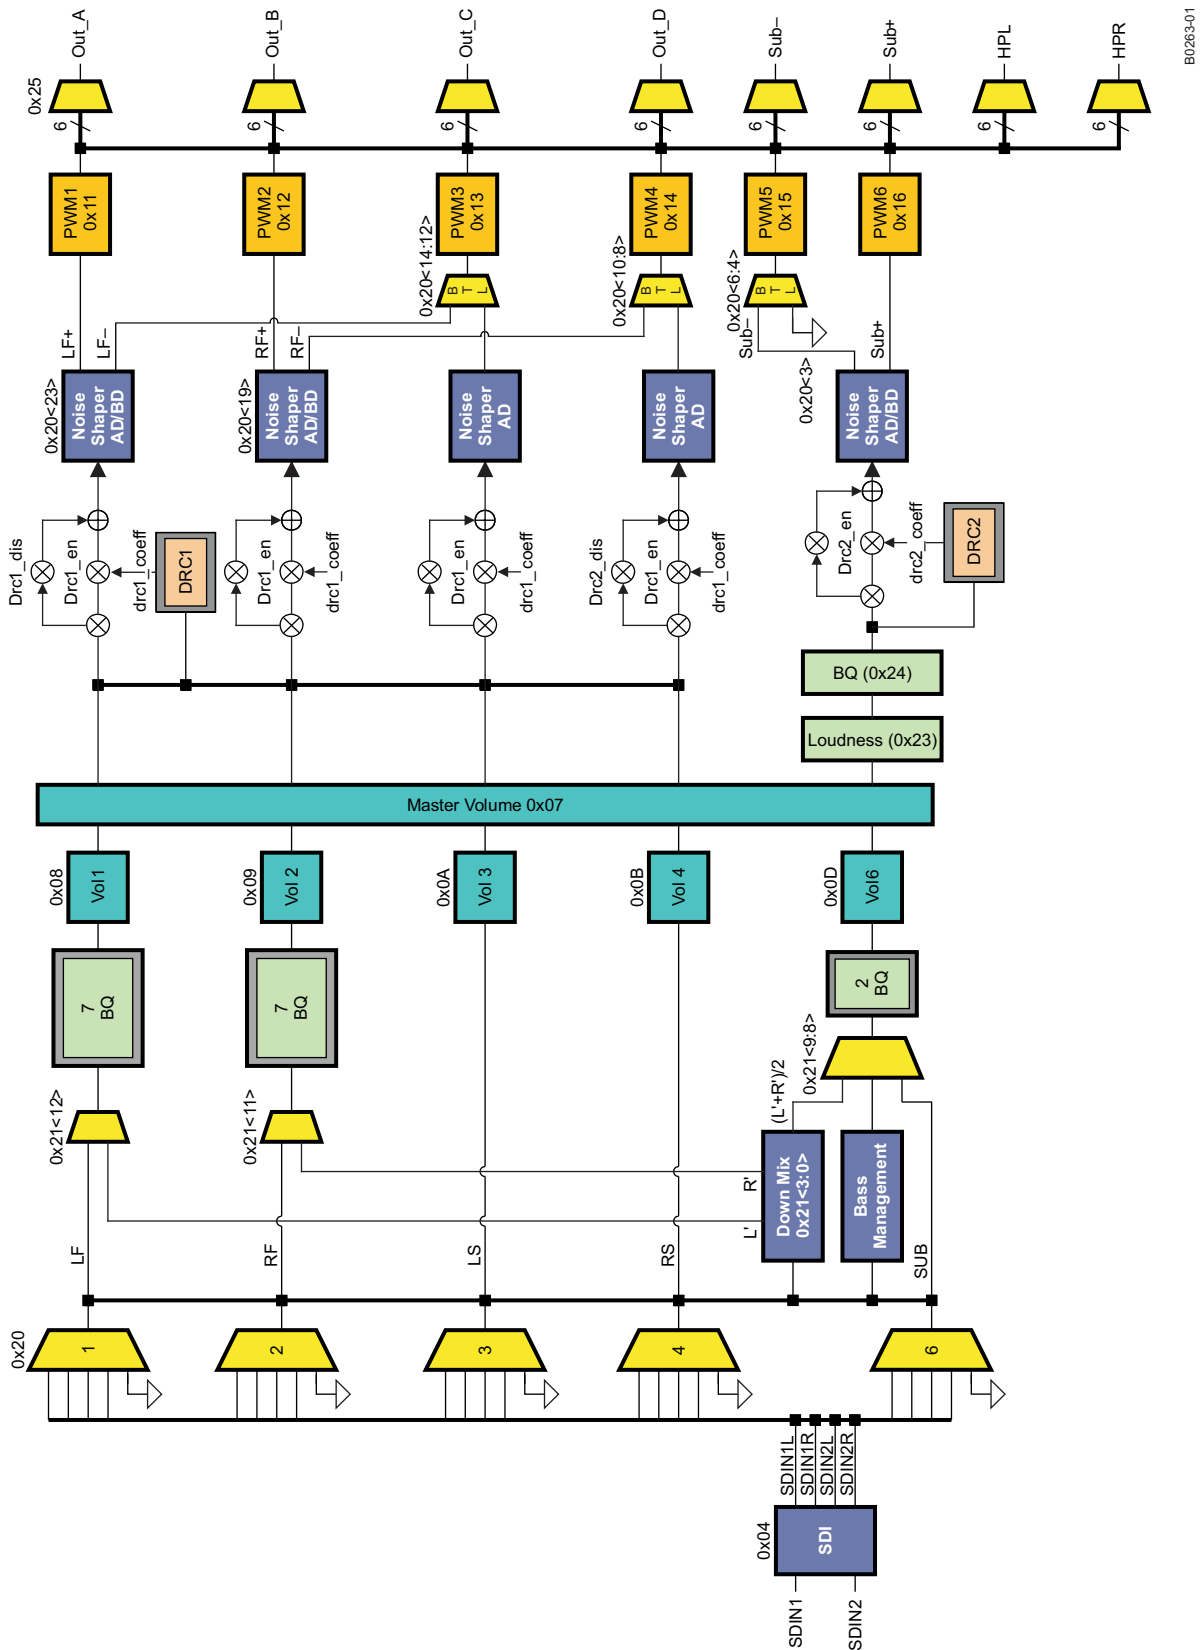 SDIN1
SDIN2
0x04
SDI
SDIN1L
SDIN1R
SDIN2L
SDIN2R
0x20
1
2
3
4
6
LF
RF
LS
RS
SUB
L'
R'
Down Mix
0x21<3:0>
Bass
Management
(L'+R')/2
0x21<12>
0x21<11>
0x21<9:8>
7
BQ
7
BQ
2
BQ
0x08
Vol1
0x09
Vol 2
0x0A
Vol 3
0x0B
Vol 4
0x0D
Vol6
Master Volume 0x07
Loudness (0x23)
BQ (0x24)
Drc1_dis
Drc1_en
drc1_coeff
DRC1
Drc1_en
drc1_coeff
Drc1_en
drc1_coeff
Drc2_dis
Drc1_en
drc1_coeff
Drc2_en
drc2_coeff
DRC2
0x20<23>
Noise
Shaper
AD/BD
0x20<19>
Noise
Shaper
AD/BD
Noise
Shaper
AD
Noise
Shaper
AD
0x20<3>
Noise
Shaper
AD/BD
LF+
LF–
RF+
RF–
Sub–
Sub+
0x20<14:12>
B
T
L
0x20<10:8>
B
T
L
0x20<6:4>
B
T
L
PWM1
0x11
PWM2
0x12
PWM3
0x13
PWM4
0x14
PWM5
0x15
PWM6
0x16
6
6
6
6
6
6
6
6
0x25
Out_A
Out_B
Out_C
Out_D
Sub–
Sub+
HPL
HPR
B0263-01